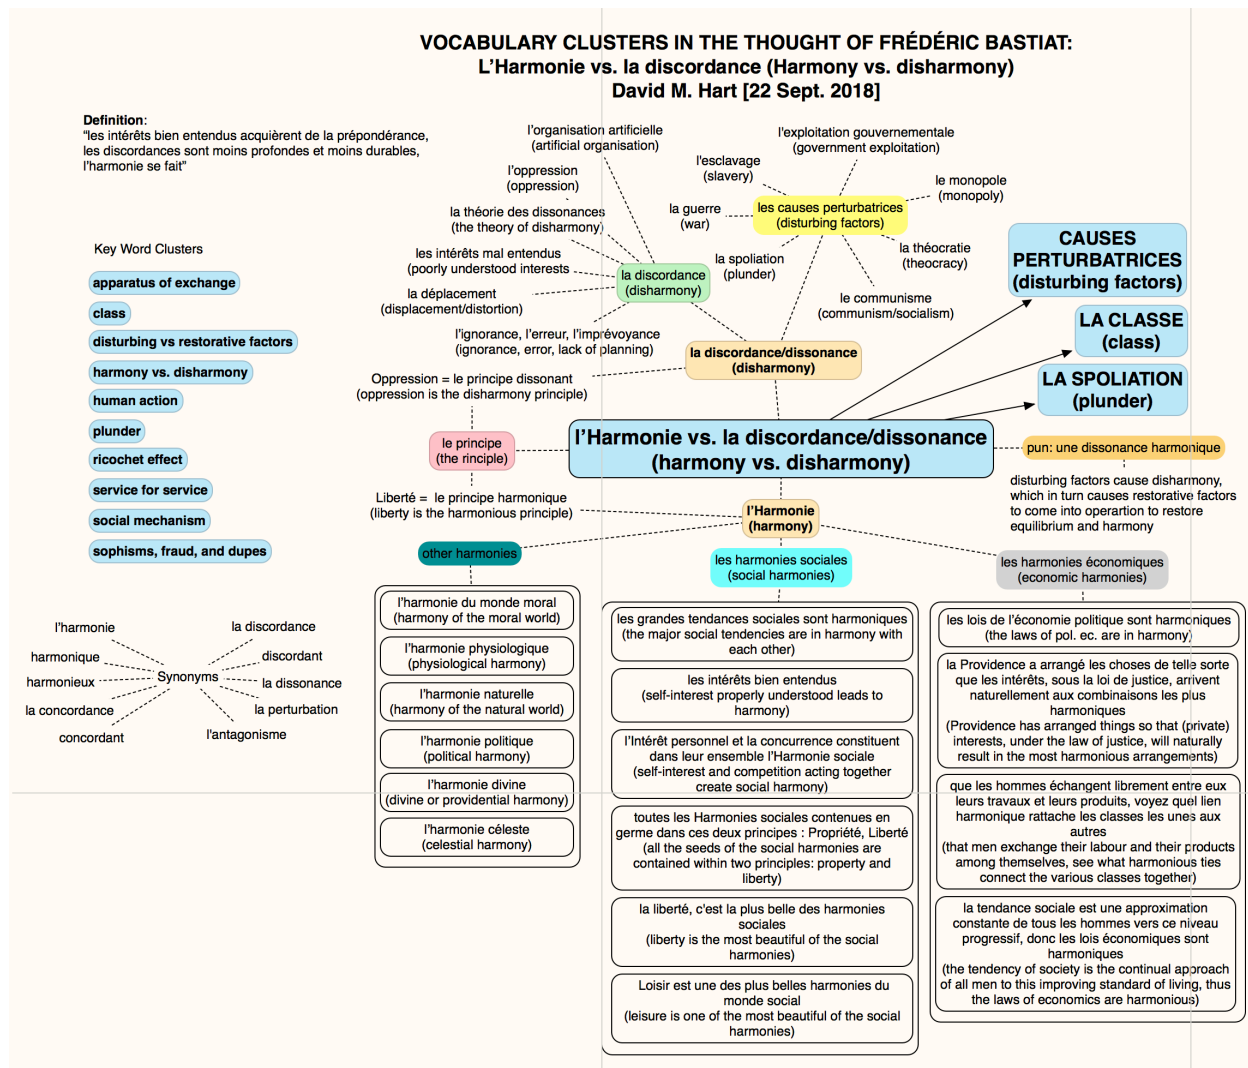 VOCABULARY CLUSTERS IN THE THOUGHT OF FRÉDÉRIC BASTIAT:
L’Harmonie vs. la discordance (Harmony vs. disharmony)
David M. Hart [22 Sept. 2018]
Definition:
“les intérêts bien entendus acquièrent de la prépondérance,
les discordances sont moins profondes et moins durables,
l’harmonie se fait”
Key Word Clusters
apparatus of exchange
class
disturbing vs restorative factors
harmony vs. disharmony
human action
plunder
ricochet effect
service for service
social mechanism
sophisms, fraud, and dupes
l’organisation artificielle
(artificial organisation)
l’oppression
(oppression)
la théorie des dissonances
(the theory of disharmony)
les intérêts mal entendus
(poorly understood interests
la déplacement
(displacement/distortion)
l’ignorance, l’erreur, l’imprévoyance
(ignorance, error, lack of planning)
la discordance
(disharmony)
l’exploitation gouvernementale
(government exploitation)
l’esclavage
(slavery)
le monopole
(monopoly)
la guerre
(war)
les causes perturbatrices
(disturbing factors)
la spoliation
(plunder)
la théocratie
(theocracy)
le communisme
(communism/socialism)
la discordance/dissonance
(disharmony)
CAUSES
PERTURBATRICES
(disturbing factors)
LA CLASSE
(class)
LA SPOLIATION
(plunder)
Oppression = le principe dissonant
(oppression is the disharmony principle)
le principe
(the rinciple)
Liberté = le principe harmonique
(liberty is the harmonious principle)
l’Harmonie vs. la discordance/dissonance
(harmony vs. disharmony)
pun: une dissonance harmonique
disturbing factors cause disharmony,
which in turn causes restorative factors
to come into operartion to restore
equilibrium and harmony
l’Harmonie
(harmony)
other harmonies
l’harmonie du monde moral
(harmony of the moral world)
l’harmonie physiologique
(physiological harmony)
l’harmonie naturelle
(harmony of the natural world)
l’harmonie politique
(political harmony)
l’harmonie divine
(divine or providential harmony)
l’harmonie céleste
(celestial harmony)
les harmonies sociales
(social harmonies)
les grandes tendances sociales sont harmoniques
(the major social tendencies are in harmony with
each other)
les intérêts bien entendus
(self-interest properly understood leads to
harmony)
l’Intérêt personnel et la concurrence constituent
dans leur ensemble l’Harmonie sociale
(self-interest and competition acting together
create social harmony)
toutes les Harmonies sociales contenues en
germe dans ces deux principes : Propriété, Liberté
(all the seeds of the social harmonies are
contained within two principles: property and
liberty)
la liberté, c'est la plus belle des harmonies
sociales
(liberty is the most beautiful of the social
harmonies)
Loisir est une des plus belles harmonies du
monde social
(leisure is one of the most beautiful of the social
harmonies)
les harmonies économiques
(economic harmonies)
les lois de l’économie politique sont harmoniques
(the laws of pol. ec. are in harmony)
la Providence a arrangé les choses de telle sorte
que les intérêts, sous la loi de justice, arrivent
naturellement aux combinaisons les plus
harmoniques
(Providence has arranged things so that (private)
interests, under the law of justice, will naturally
result in the most harmonious arrangements)
que les hommes échangent librement entre eux
leurs travaux et leurs produits, voyez quel lien
harmonique rattache les classes les unes aux
autres
(that men exchange their labour and their products
among themselves, see what harmonious ties
connect the various classes together)
la tendance sociale est une approximation
constante de tous les hommes vers ce niveau
progressif, donc les lois économiques sont
harmoniques
(the tendency of society is the continual approach
of all men to this improving standard of living, thus
the laws of economics are harmonious)
l’harmonie
harmonique
harmonieux
la concordance
concordant
Synonyms
la discordance
discordant
la dissonance
la perturbation
l’antagonisme